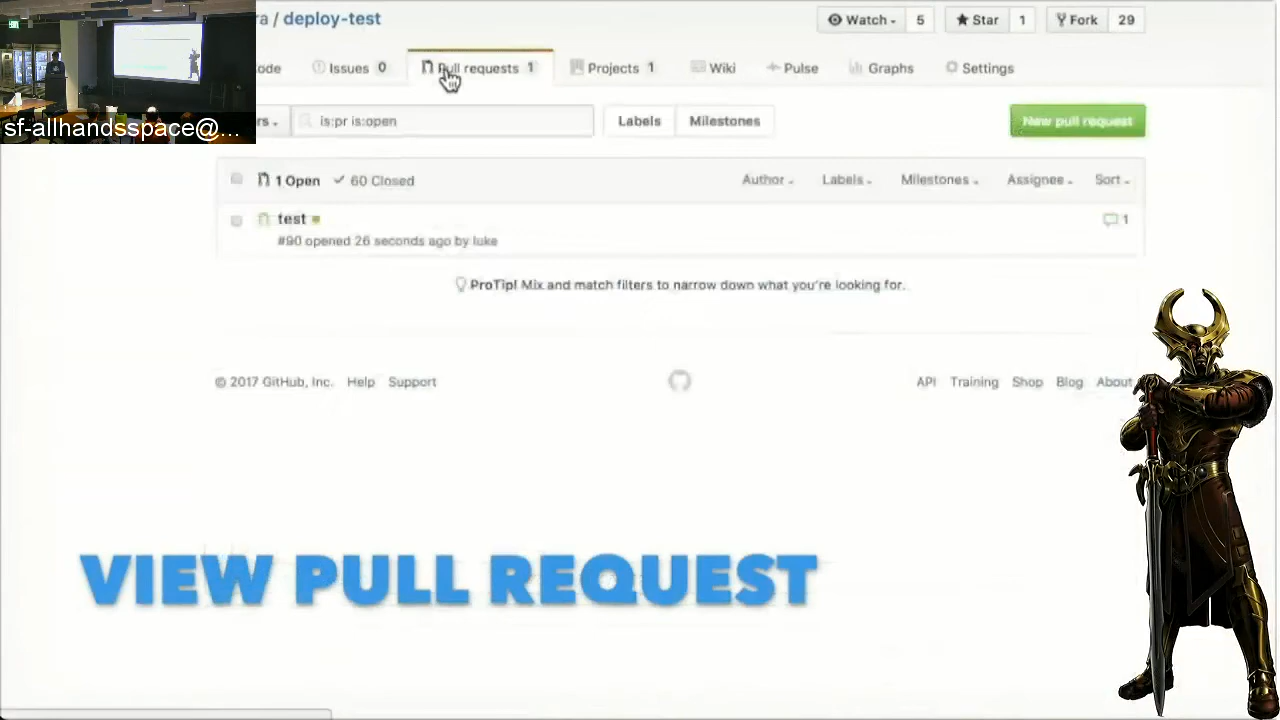 ra / deploy-test
Watch 5
Star 1
Fork 29
ode
Issues 0
Pull requests 1
Projects 1
Wiki
Pulse
Graphs
Settings
sf-allhandsspace@...
rs
is:pr is:open
Labels
Milestones
New pull request
1 Open
60 Closed
Author
Labels
Milestones
Assignee
Sort
test
1
#90 opened 26 seconds ago by luke
ProTip! Mix and match filters to narrow down what you're looking for.
© 2017 GitHub, Inc.
Help
Support
API
Training
Shop
Blog
About
VIEW PULL REQUEST